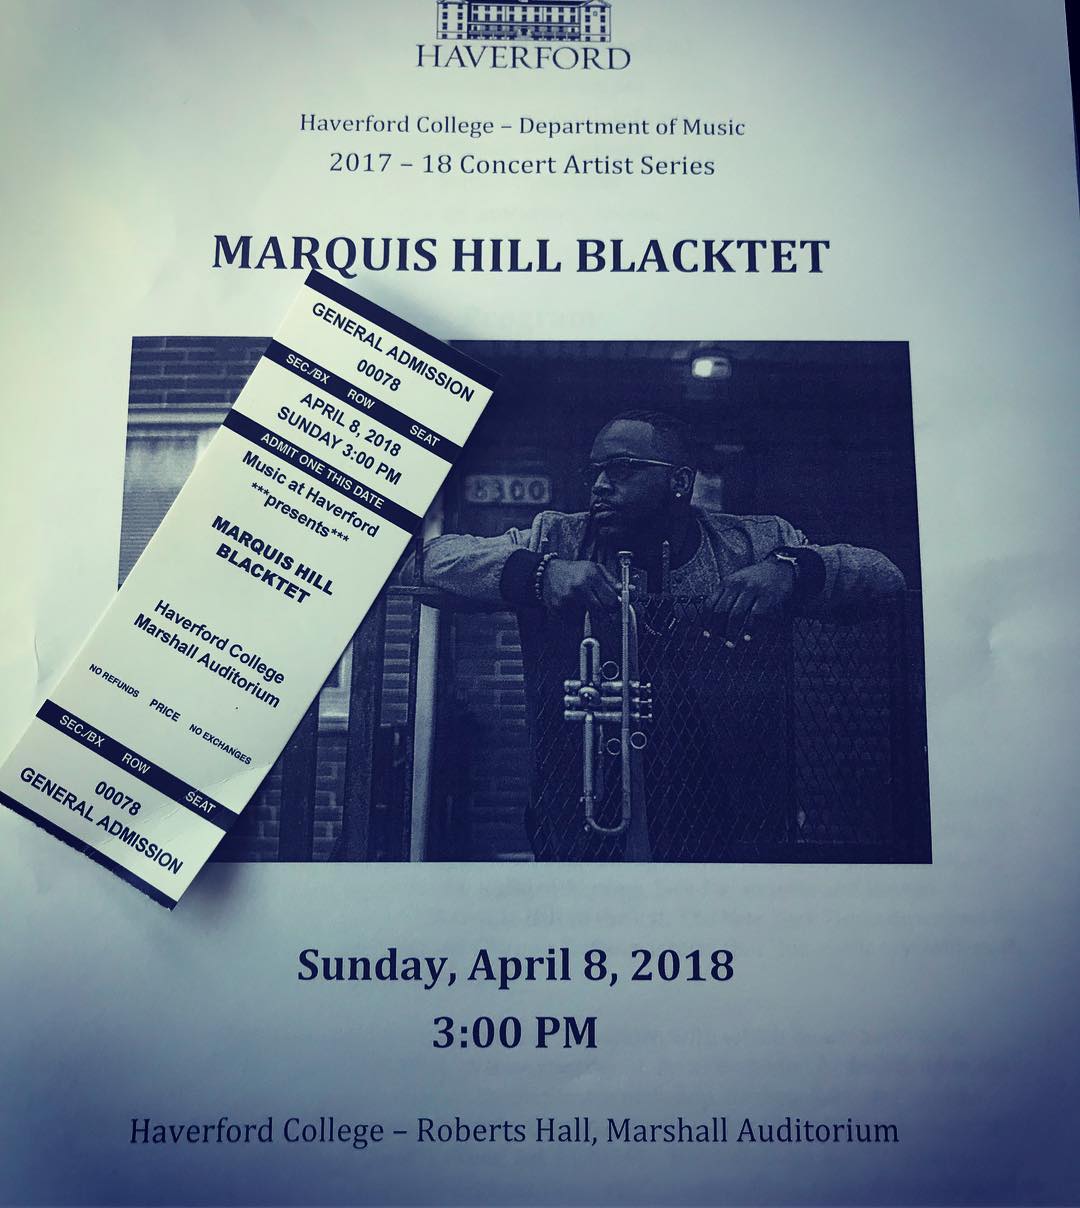 HAVERFORD
Haverford College – Department of Music
2017 – 18 Concert Artist Series
MARQUIS HILL BLACKTET
GENERAL ADMISSION
00078
SEC./BX ROW SEAT
APRIL 8, 2018
SUNDAY 3:00 PM
ADMIT ONE THIS DATE
Music at Haverford
***presents***
MARQUIS HILL
BLACKTET
Haverford College
Marshall Auditorium
NO REFUNDS PRICE NO EXCHANGES
SEC./BX ROW SEAT
00078
GENERAL ADMISSION
8300
Sunday, April 8, 2018
3:00 PM
Haverford College – Roberts Hall, Marshall Auditorium